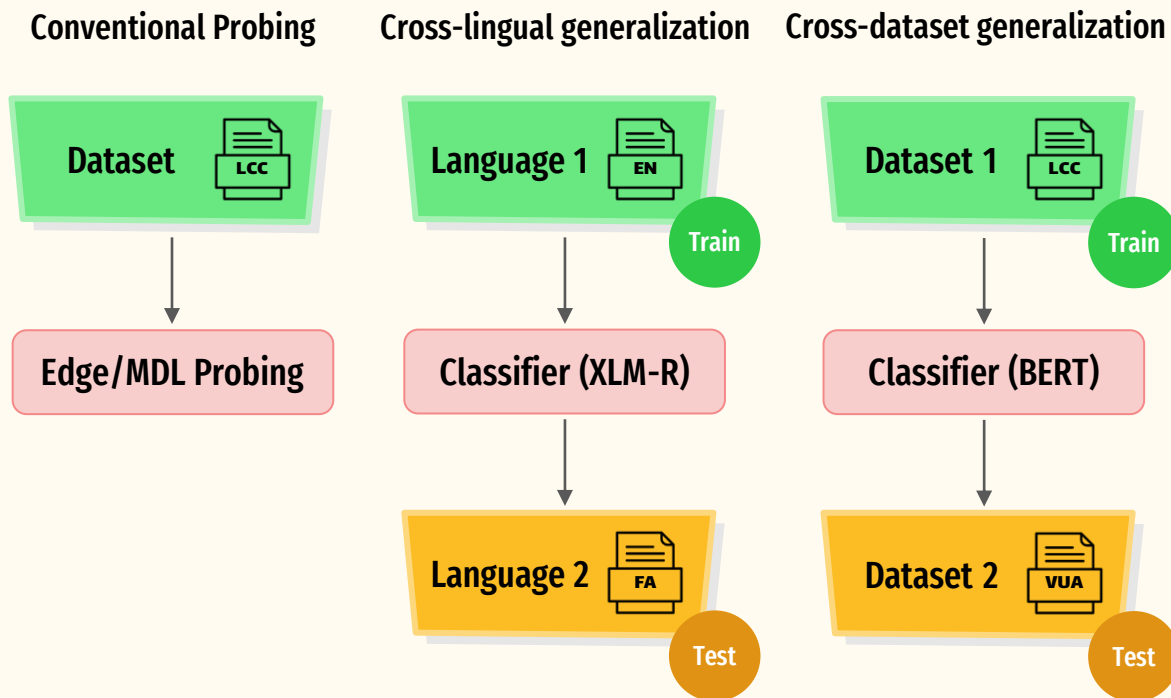 Conventional Probing
Dataset
LCC
Edge/MDL Probing
Cross-lingual generalization
Language 1
EN
Train
Classifier (XLM-R)
Language 2
FA
Test
Cross-dataset generalization
Dataset 1
LCC
Train
Classifier (BERT)
Dataset 2
VUA
Test